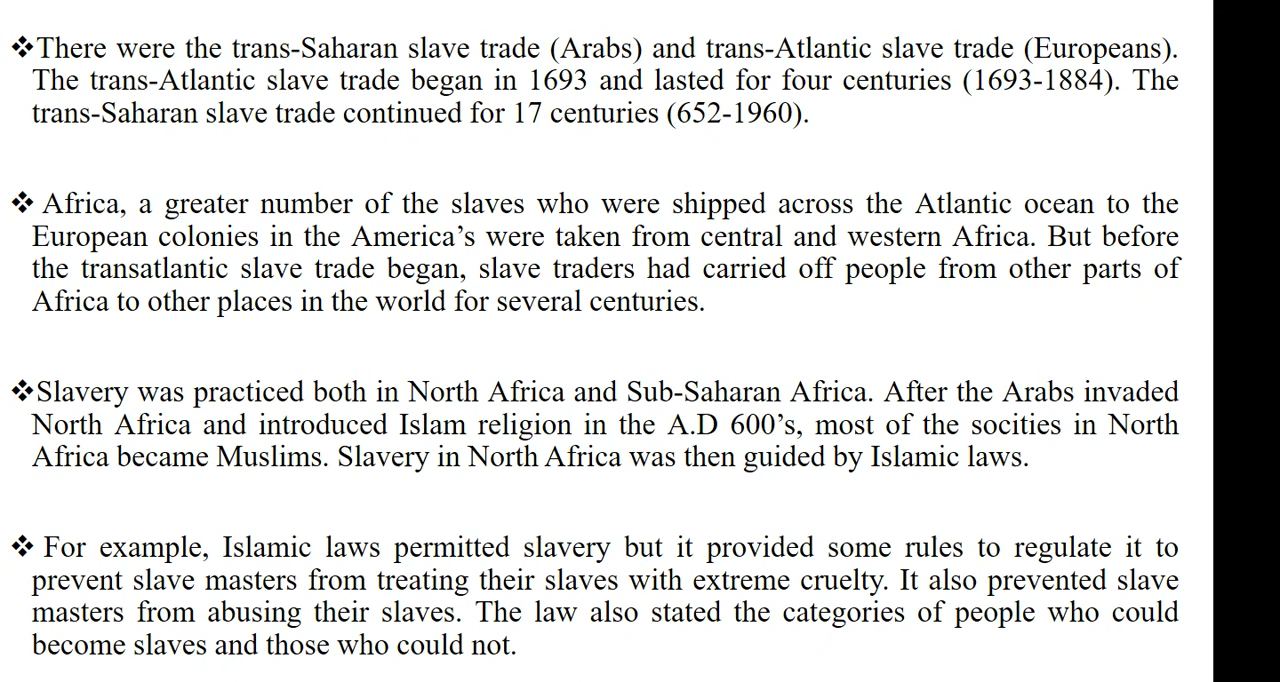 ❖There were the trans-Saharan slave trade (Arabs) and trans-Atlantic slave trade (Europeans).
The trans-Atlantic slave trade began in 1693 and lasted for four centuries (1693-1884). The
trans-Saharan slave trade continued for 17 centuries (652-1960).
❖ Africa, a greater number of the slaves who were shipped across the Atlantic ocean to the
European colonies in the America’s were taken from central and western Africa. But before
the transatlantic slave trade began, slave traders had carried off people from other parts of
Africa to other places in the world for several centuries.
❖Slavery was practiced both in North Africa and Sub-Saharan Africa. After the Arabs invaded
North Africa and introduced Islam religion in the A.D 600’s, most of the socities in North
Africa became Muslims. Slavery in North Africa was then guided by Islamic laws.
❖ For example, Islamic laws permitted slavery but it provided some rules to regulate it to
prevent slave masters from treating their slaves with extreme cruelty. It also prevented slave
masters from abusing their slaves. The law also stated the categories of people who could
become slaves and those who could not.